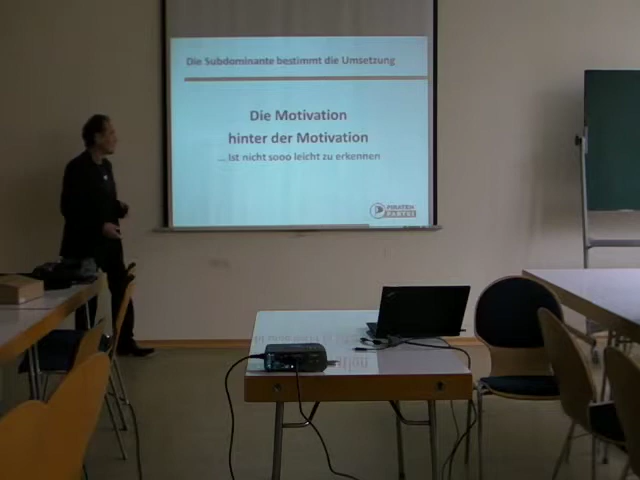 Die Subdominante bestimmt die Umsetzung
Die Motivation
hinter der Motivation
... Ist nicht sooo leicht zu erkennen
PIRATEN
PARTEI